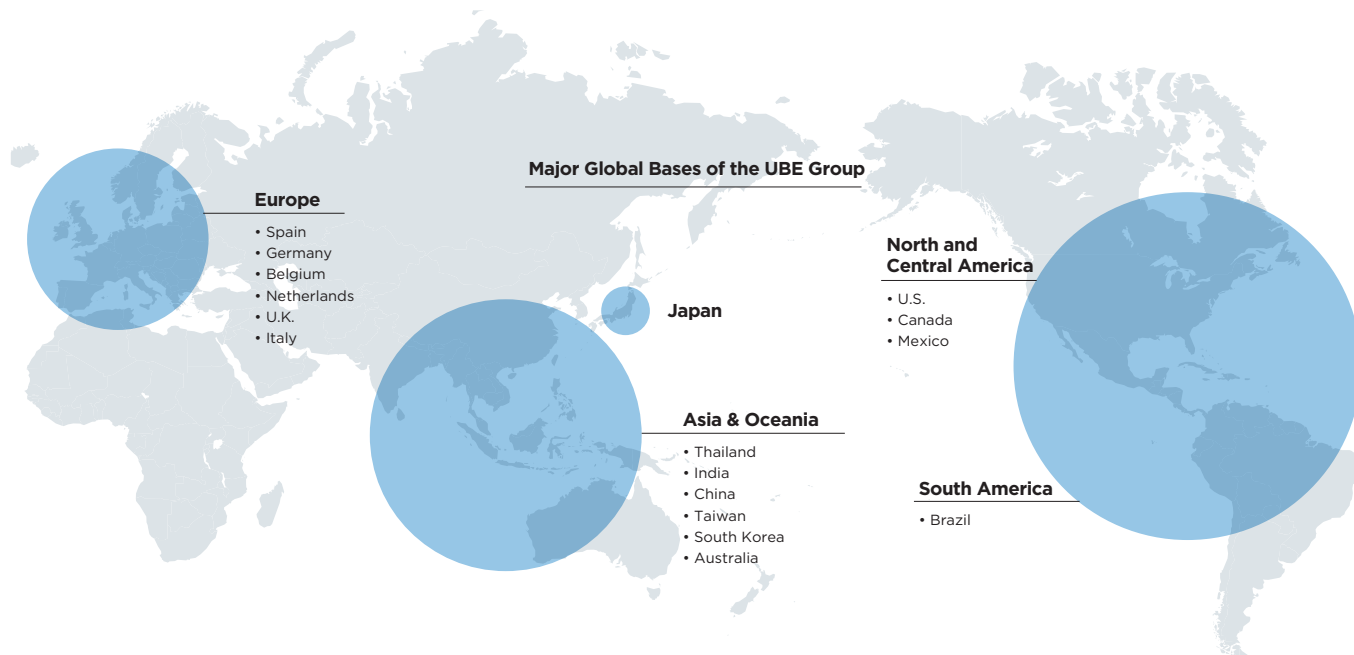 Major Global Bases of the UBE Group
Europe
• Spain
• Germany
• Belgium
• Netherlands
• U.K.
• Italy
Japan
Asia & Oceania
• Thailand
• India
• China
• Taiwan
• South Korea
• Australia
North and
Central America
• U.S.
• Canada
• Mexico
South America
• Brazil